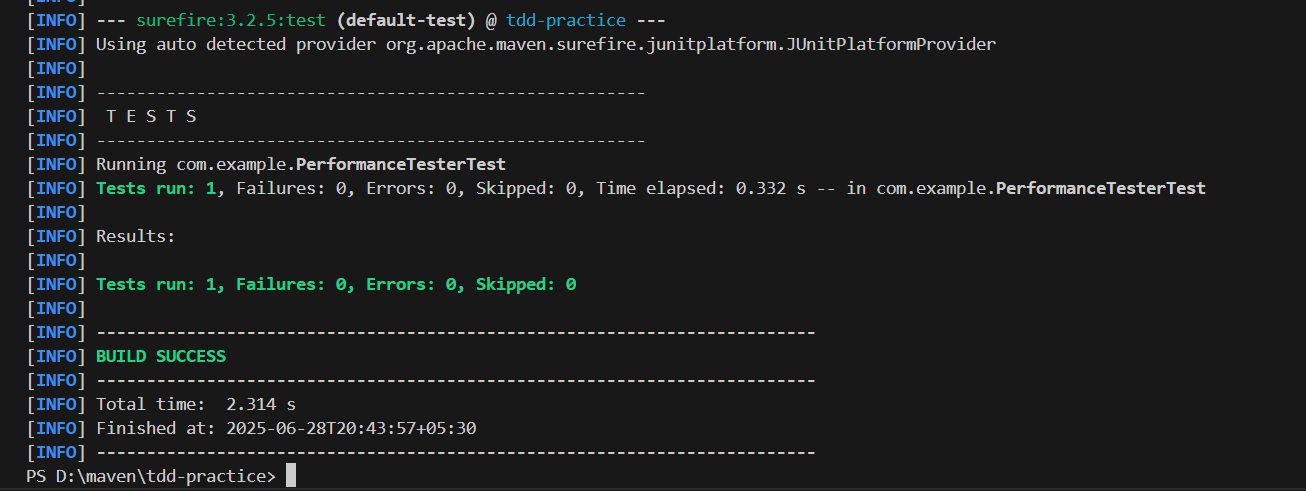 [INFO] --- surefire:3.2.5:test (default-test) @ tdd-practice ---
[INFO] Using auto detected provider org.apache.maven.surefire.junitplatform.JUnitPlatformProvider
[INFO]
[INFO] -------------------------------------------------------
[INFO]  T E S T S
[INFO] -------------------------------------------------------
[INFO] Running com.example.PerformanceTesterTest
[INFO] Tests run: 1, Failures: 0, Errors: 0, Skipped: 0, Time elapsed: 0.332 s -- in com.example.PerformanceTesterTest
[INFO]
[INFO] Results:
[INFO]
[INFO] Tests run: 1, Failures: 0, Errors: 0, Skipped: 0
[INFO]
[INFO] ------------------------------------------------------------------------
[INFO] BUILD SUCCESS
[INFO] ------------------------------------------------------------------------
[INFO] Total time:  2.314 s
[INFO] Finished at: 2025-06-28T20:43:57+05:30
[INFO] ------------------------------------------------------------------------
PS D:\maven\tdd-practice>